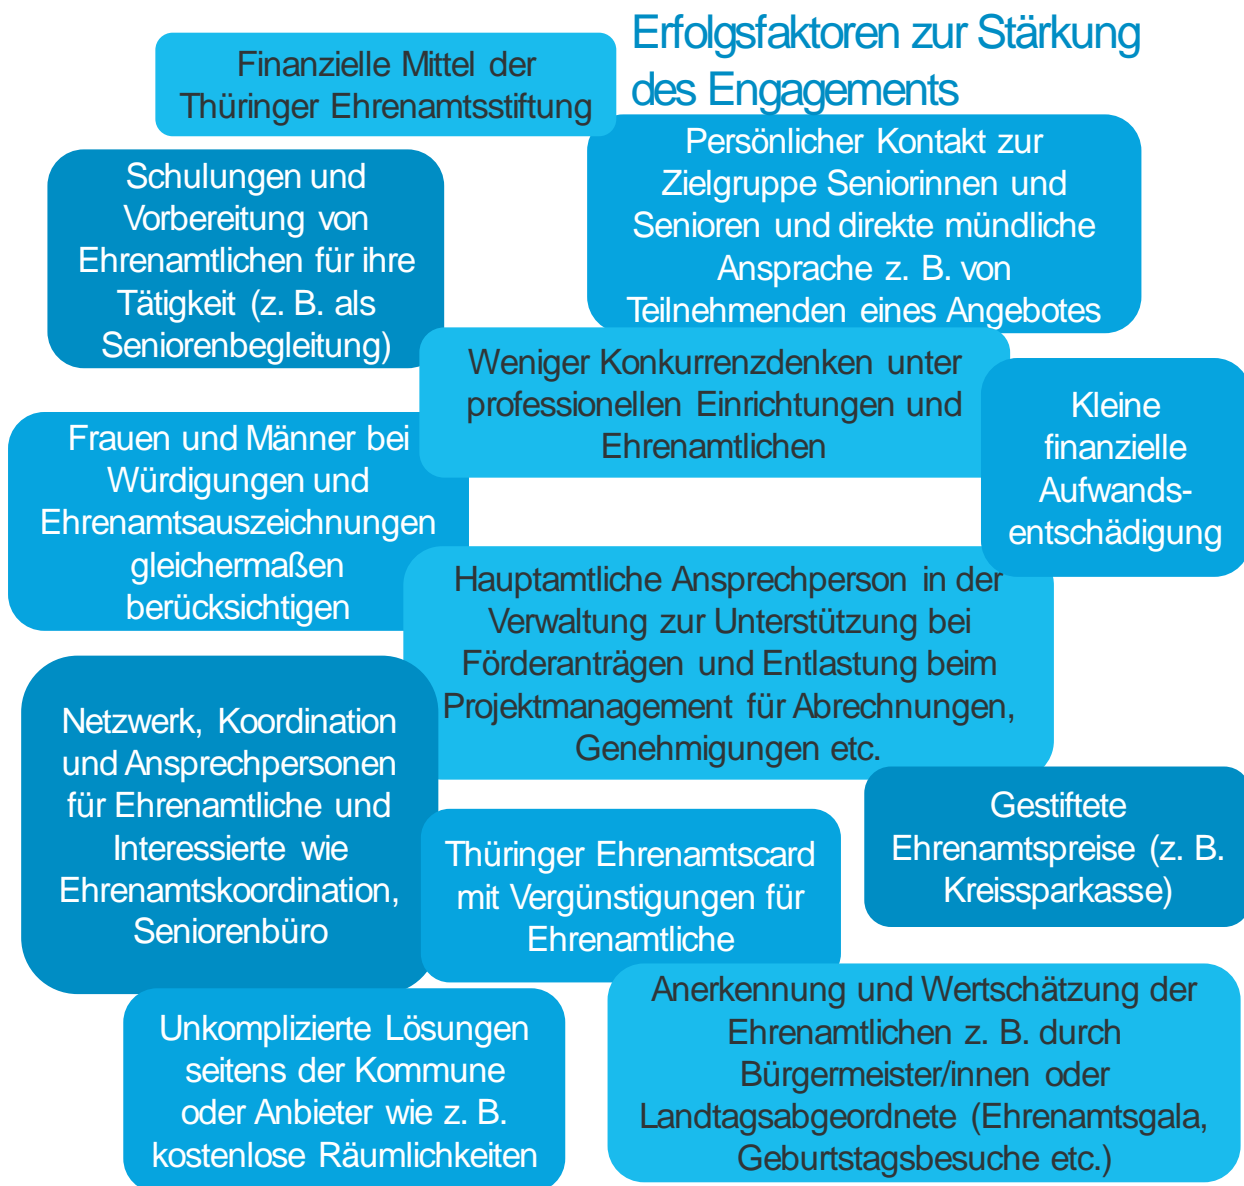 Erfolgsfaktoren zur Stärkung
des Engagements
Finanzielle Mittel der
Thüringer Ehrenamtsstiftung
Persönlicher Kontakt zur
Zielgruppe Seniorinnen und
Senioren und direkte mündliche
Ansprache z. B. von
Teilnehmenden eines Angebotes
Schulungen und
Vorbereitung von
Ehrenamtlichen für ihre
Tätigkeit (z. B. als
Seniorenbegleitung)
Weniger Konkurrenzdenken unter
professionellen Einrichtungen und
Ehrenamtlichen
Kleine
finanzielle
Aufwands-
entschädigung
Frauen und Männer bei
Würdigungen und
Ehrenamtsauszeichnungen
gleichermaßen
berücksichtigen
Hauptamtliche Ansprechperson in der
Verwaltung zur Unterstützung bei
Förderanträgen und Entlastung beim
Projektmanagement für Abrechnungen,
Genehmigungen etc.
Netzwerk, Koordination
und Ansprechpersonen
für Ehrenamtliche und
Interessierte wie
Ehrenamtskoordination,
Seniorenbüro
Gestiftete
Ehrenamtspreise (z. B.
Kreissparkasse)
Thüringer Ehrenamtscard
mit Vergünstigungen für
Ehrenamtliche
Anerkennung und Wertschätzung der
Ehrenamtlichen z. B. durch
Bürgermeister/innen oder
Landtagsabgeordnete (Ehrenamtsgala,
Geburtstagsbesuche etc.)
Unkomplizierte Lösungen
seitens der Kommune
oder Anbieter wie z. B.
kostenlose Räumlichkeiten